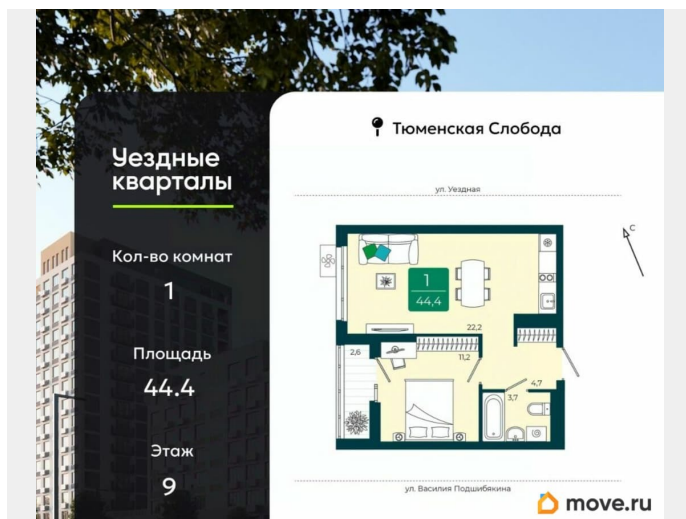 Уездные
кварталы
Кол-во комнат
1
Площадь
44.4
Этаж
9
Тюменская Слобода
ул. Уездная
С
1
44,4
22,2
2,6
11,2
4,7
3,7
ул. Василия Подшибякина
move.ru